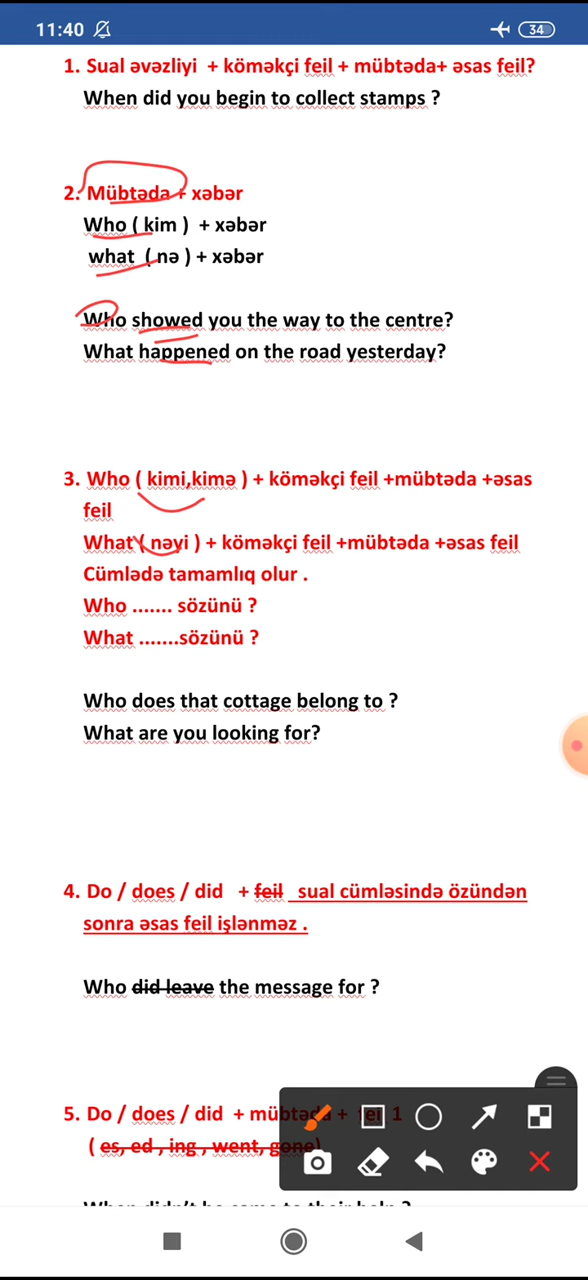 11:40
34
1. Sual əvəzliyi + köməkçi feil + mübtəda+ əsas feil?
When did you begin to collect stamps ?
2. Mübtəda + xəbər
Who ( kim ) + xəbər
what ( nə ) + xəbər
Who showed you the way to the centre?
What happened on the road yesterday?
3. Who ( kimi,kimə ) + köməkçi feil +mübtəda +əsas
feil
What ( nəyi ) + köməkçi feil +mübtəda +əsas feil
Cümlədə tamamlıq olur .
Who ....... sözünü ?
What .......sözünü ?
Who does that cottage belong to ?
What are you looking for?
4. Do / does / did + feil sual cümləsində özündən
sonra əsas feil işlənməz .
Who did leave the message for ?
5. Do / does / did + mübtəda + feil 1
( es, ed , ing , went, gone)